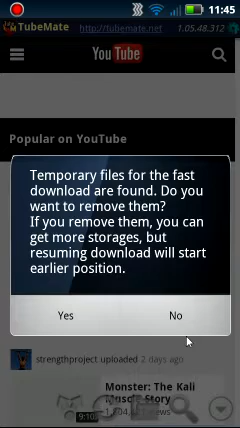 11:45
TubeMate
http://tubemate.net
1.05.48.312
YouTube
Popular on YouTube
Temporary files for the fast
download are found. Do you
want to remove them?
If you remove them, you can
get more storages, but
resuming download will start
earlier position.
Yes
No
strengthproject uploaded 2 days ago
Monster: The Kali
Muscle Story
views